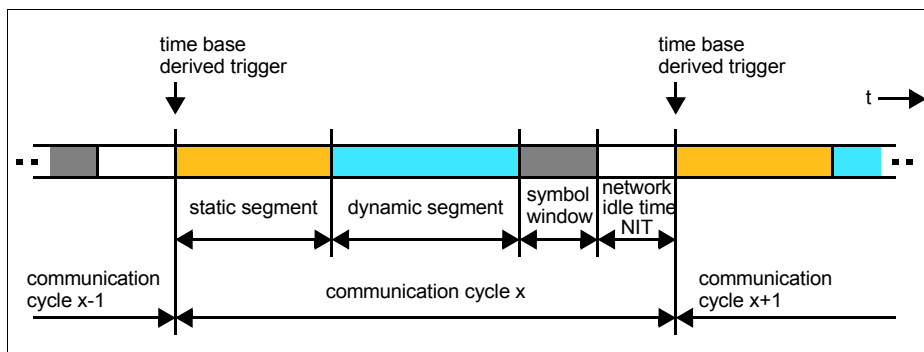 time base
derived trigger
time base
derived trigger
t
static segment
dynamic segment
symbol
window
network
idle time
NIT
communication
cycle x-1
communication cycle x
communication
cycle x+1